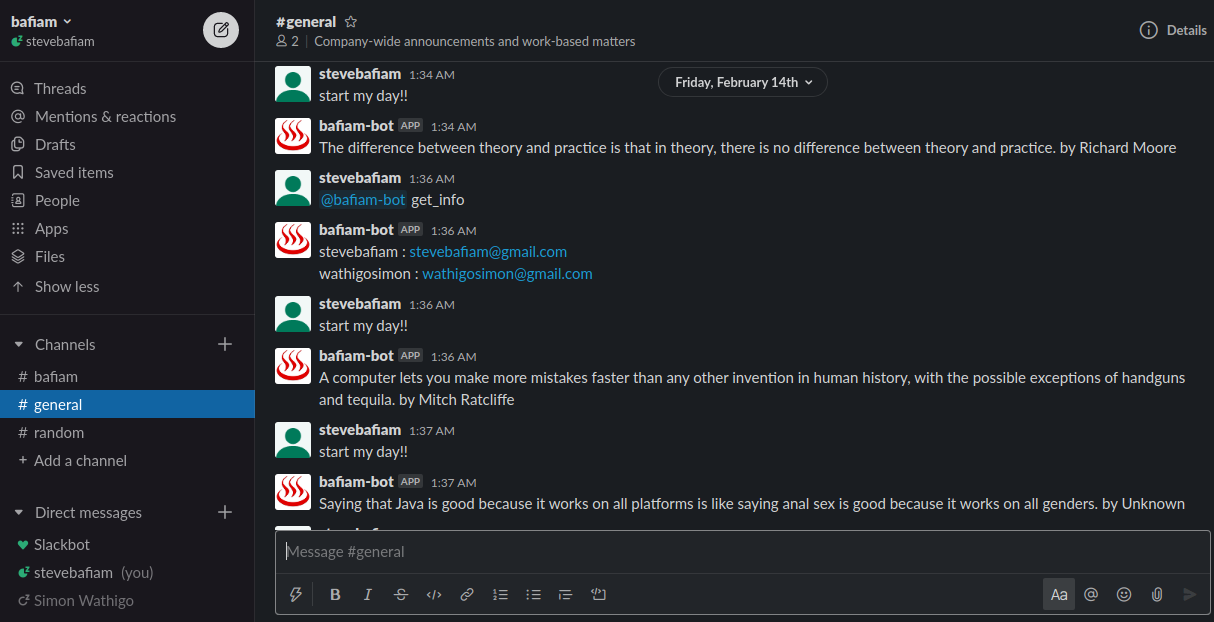 bafiam
stevebafiam
Threads
Mentions & reactions
Drafts
Saved items
People
Apps
Files
Show less
Channels
# bafiam
# general
# random
+ Add a channel
Direct messages
Slackbot
stevebafiam (you)
Simon Wathigo
#general
2 | Company-wide announcements and work-based matters
Details
Friday, February 14th
stevebafiam 1:34 AM
start my day!!
bafiam-bot APP 1:34 AM
The difference between theory and practice is that in theory, there is no difference between theory and practice. by Richard Moore
stevebafiam 1:36 AM
@bafiam-bot get_info
bafiam-bot APP 1:36 AM
stevebafiam : stevebafiam@gmail.com
wathigosimon : wathigosimon@gmail.com
stevebafiam 1:36 AM
start my day!!
bafiam-bot APP 1:36 AM
A computer lets you make more mistakes faster than any other invention in human history, with the possible exceptions of handguns
and tequila. by Mitch Ratcliffe
stevebafiam 1:37 AM
start my day!!
bafiam-bot APP 1:37 AM
Saying that Java is good because it works on all platforms is like saying anal sex is good because it works on all genders. by Unknown
Message #general
B I S </> Aa @